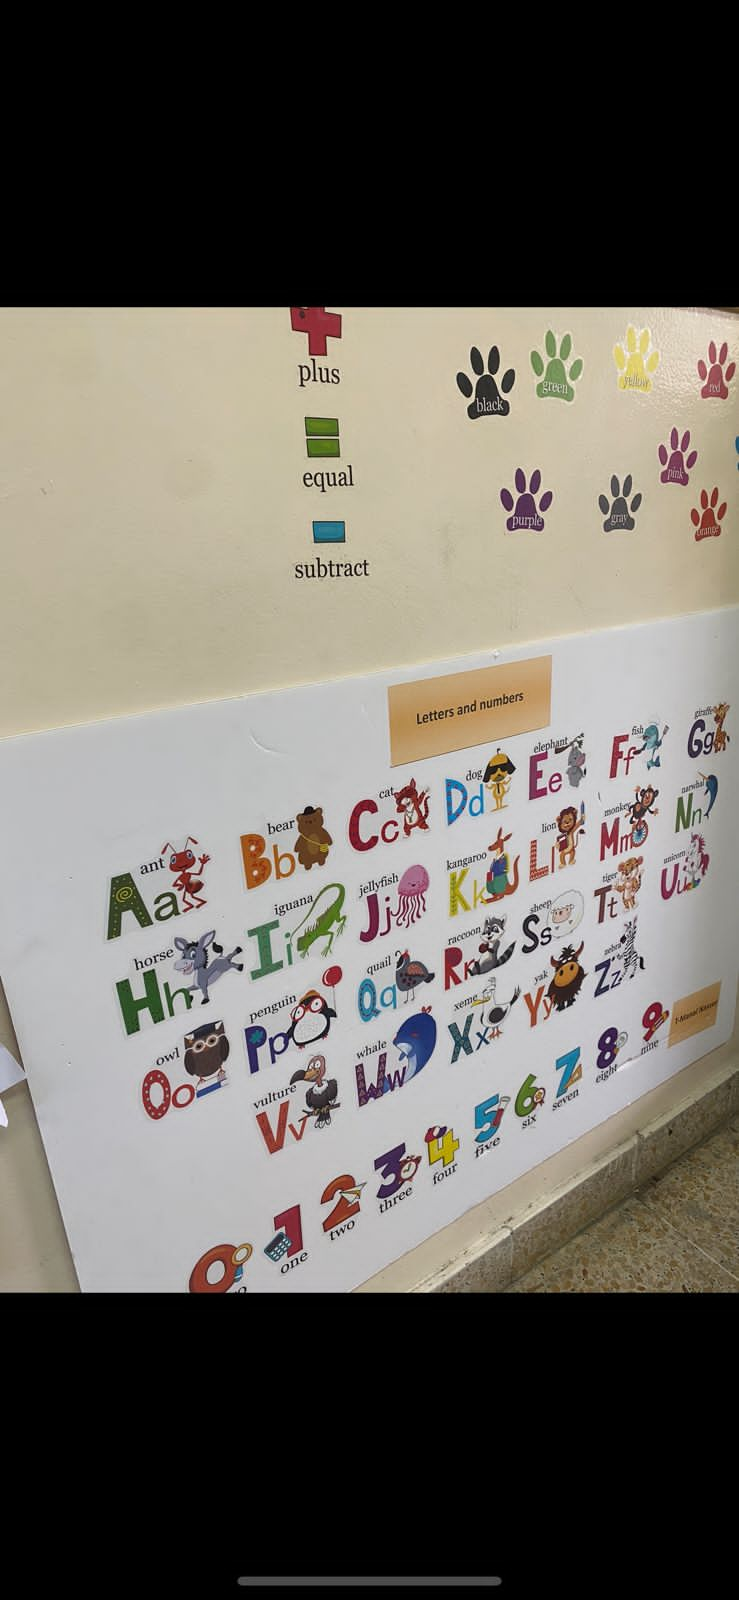 plus
equal
subtract
black
green
yellow
red
purple
gray
pink
orange
Letters and numbers
ant
Aa
bear
Bb
cat
Cc
dog
Dd
elephant
Ee
fish
Ff
giraffe
Gg
horse
Hh
iguana
Ii
jellyfish
Jj
kangaroo
Kk
lion
Ll
monkey
Mm
narwhal
Nn
owl
Oo
penguin
Pp
quail
Qq
raccoon
Rr
sheep
Ss
tiger
Tt
unicorn
Uu
vulture
Vv
whale
Ww
xeme
Xx
yak
Yy
zebra
Zz
0
1
one
2
two
3
three
4
four
5
five
6
six
7
seven
8
eight
9
nine